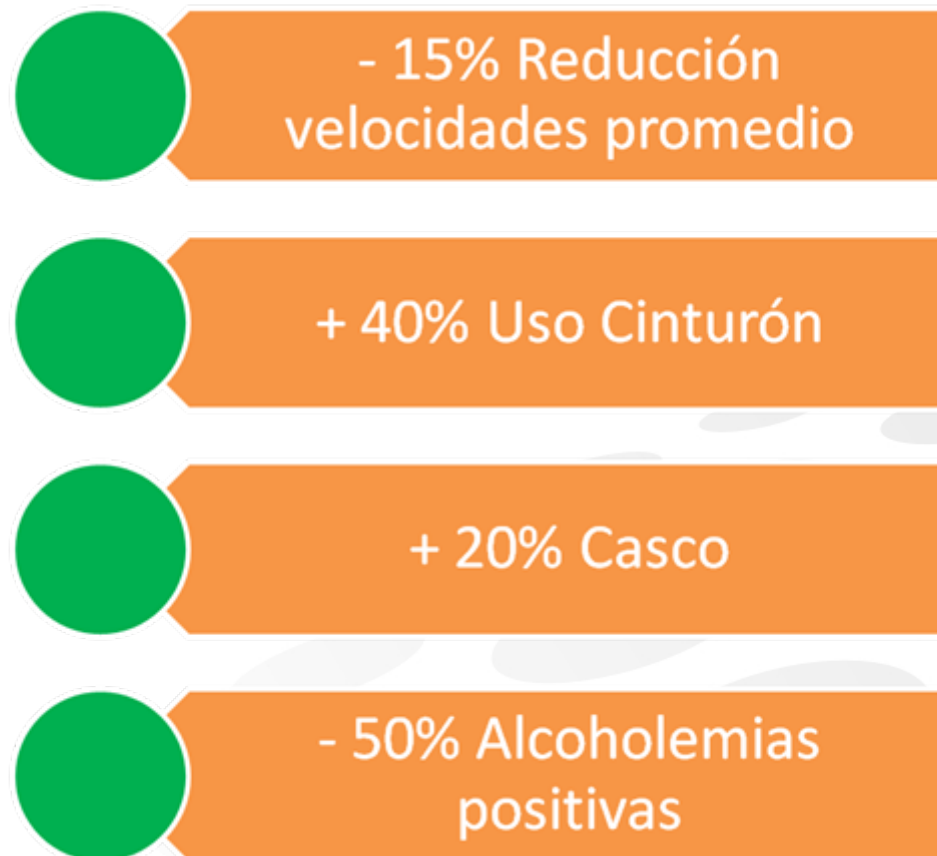 - 15% Reducción
velocidades promedio
+ 40% Uso Cinturón
+ 20% Casco
- 50% Alcoholemias
positivas